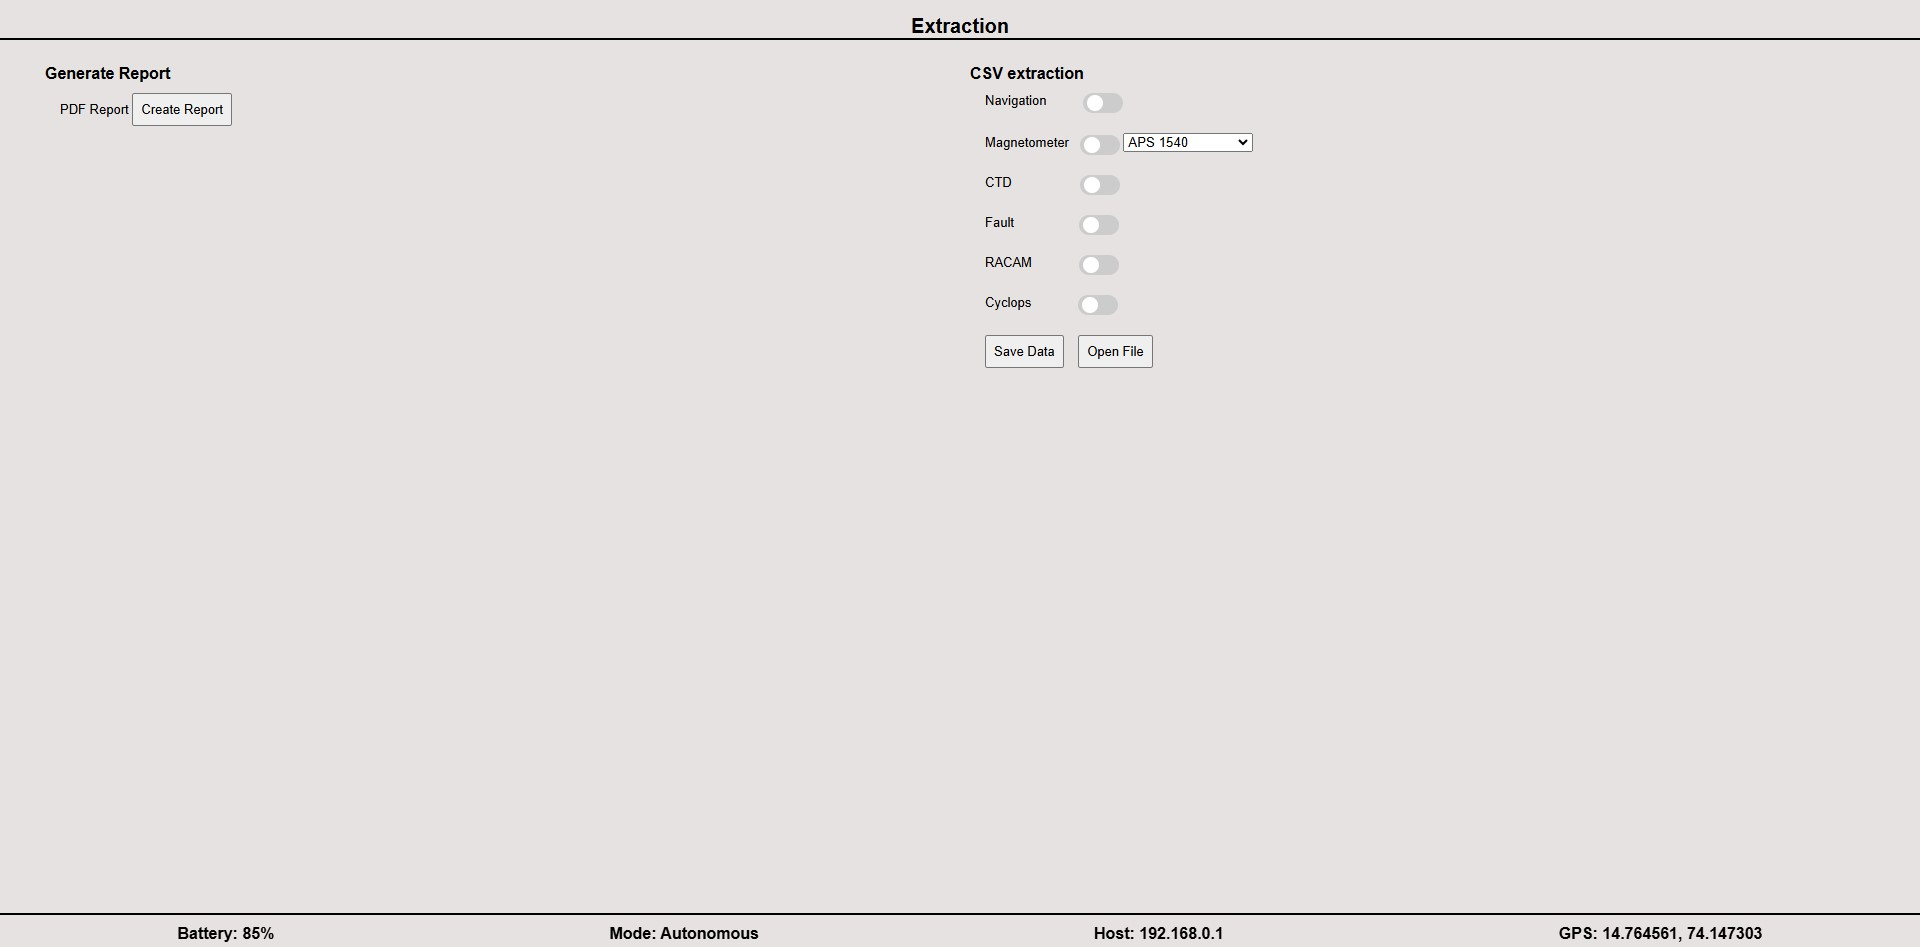 Extraction
Generate Report
PDF Report Create Report
CSV extraction
Navigation
Magnetometer APS 1540
CTD
Fault
RACAM
Cyclops
Save Data Open File
Battery: 85% Mode: Autonomous Host: 192.168.0.1 GPS: 14.764561, 74.147303